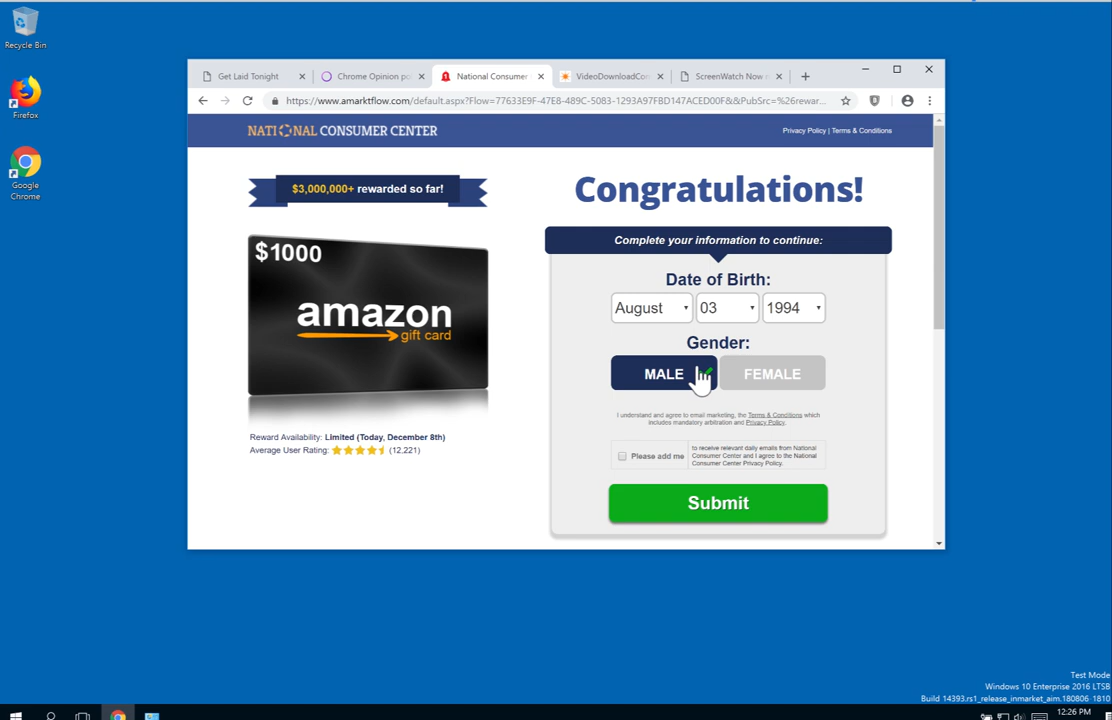 Recycle Bin
Firefox
Google
Chrome
Get Laid Tonight
Chrome Opinion po
National Consumer
VideoDownloadCon
ScreenWatch Now
https://www.amarktflow.com/default.aspx?Flow=77633E9F-47E8-489C-5083-1293A97FBD147ACED00F&&PubSrc=%26rewar...
NATIONAL CONSUMER CENTER
Privacy Policy | Terms & Conditions
$3,000,000+ rewarded so far!
Congratulations!
Complete your information to continue:
$1000
amazon
gift card
Date of Birth:
August
03
1994
Gender:
MALE
FEMALE
I understand and agree to email marketing, the Terms & Conditions which
includes mandatory arbitration and Privacy Policy.
Reward Availability: Limited (Today, December 8th)
Average User Rating: (12,221)
Please add me
to receive relevant daily emails from National
Consumer Center and I agree to the National
Consumer Center Privacy Policy.
Submit
Test Mode
Windows 10 Enterprise 2016 LTSB
Build 14393.rs1_release_inmarket_aim.180806-1810
12:26 PM